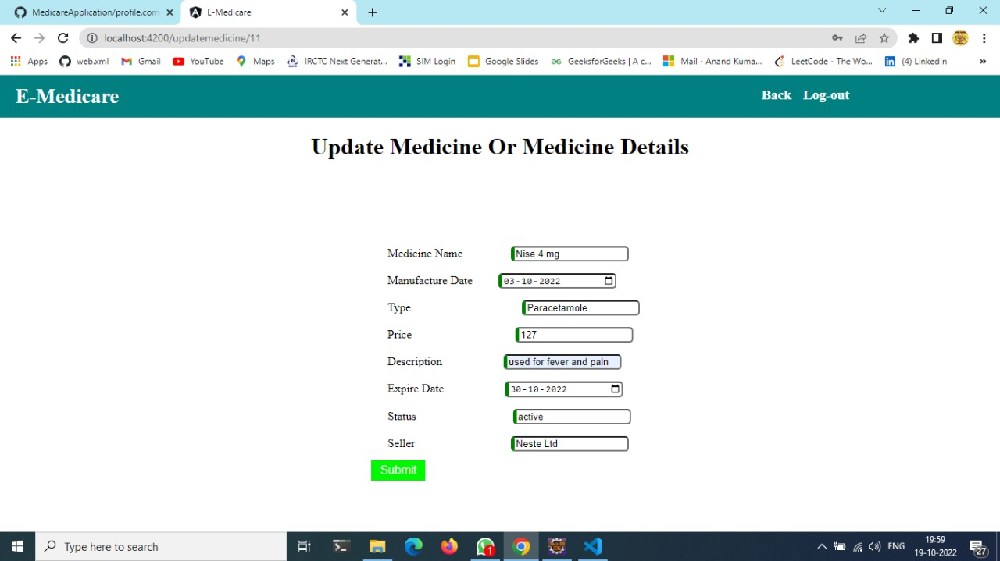 MedicareApplication/profile.com
E-Medicare
localhost:4200/updatemedicine/11
Apps web.xml Gmail YouTube Maps IRCTC Next Generat... SIM Login Google Slides GeeksforGeeks | A c... Mail - Anand Kuma... LeetCode - The Wo... (4) LinkedIn »
E-Medicare Back Log-out
Update Medicine Or Medicine Details
Medicine Name Nise 4 mg
Manufacture Date 03-10-2022
Type Paracetamole
Price 127
Description used for fever and pain
Expire Date 30-10-2022
Status active
Seller Neste Ltd
Submit
Type here to search
1
ENG
19:59
19-10-2022
27